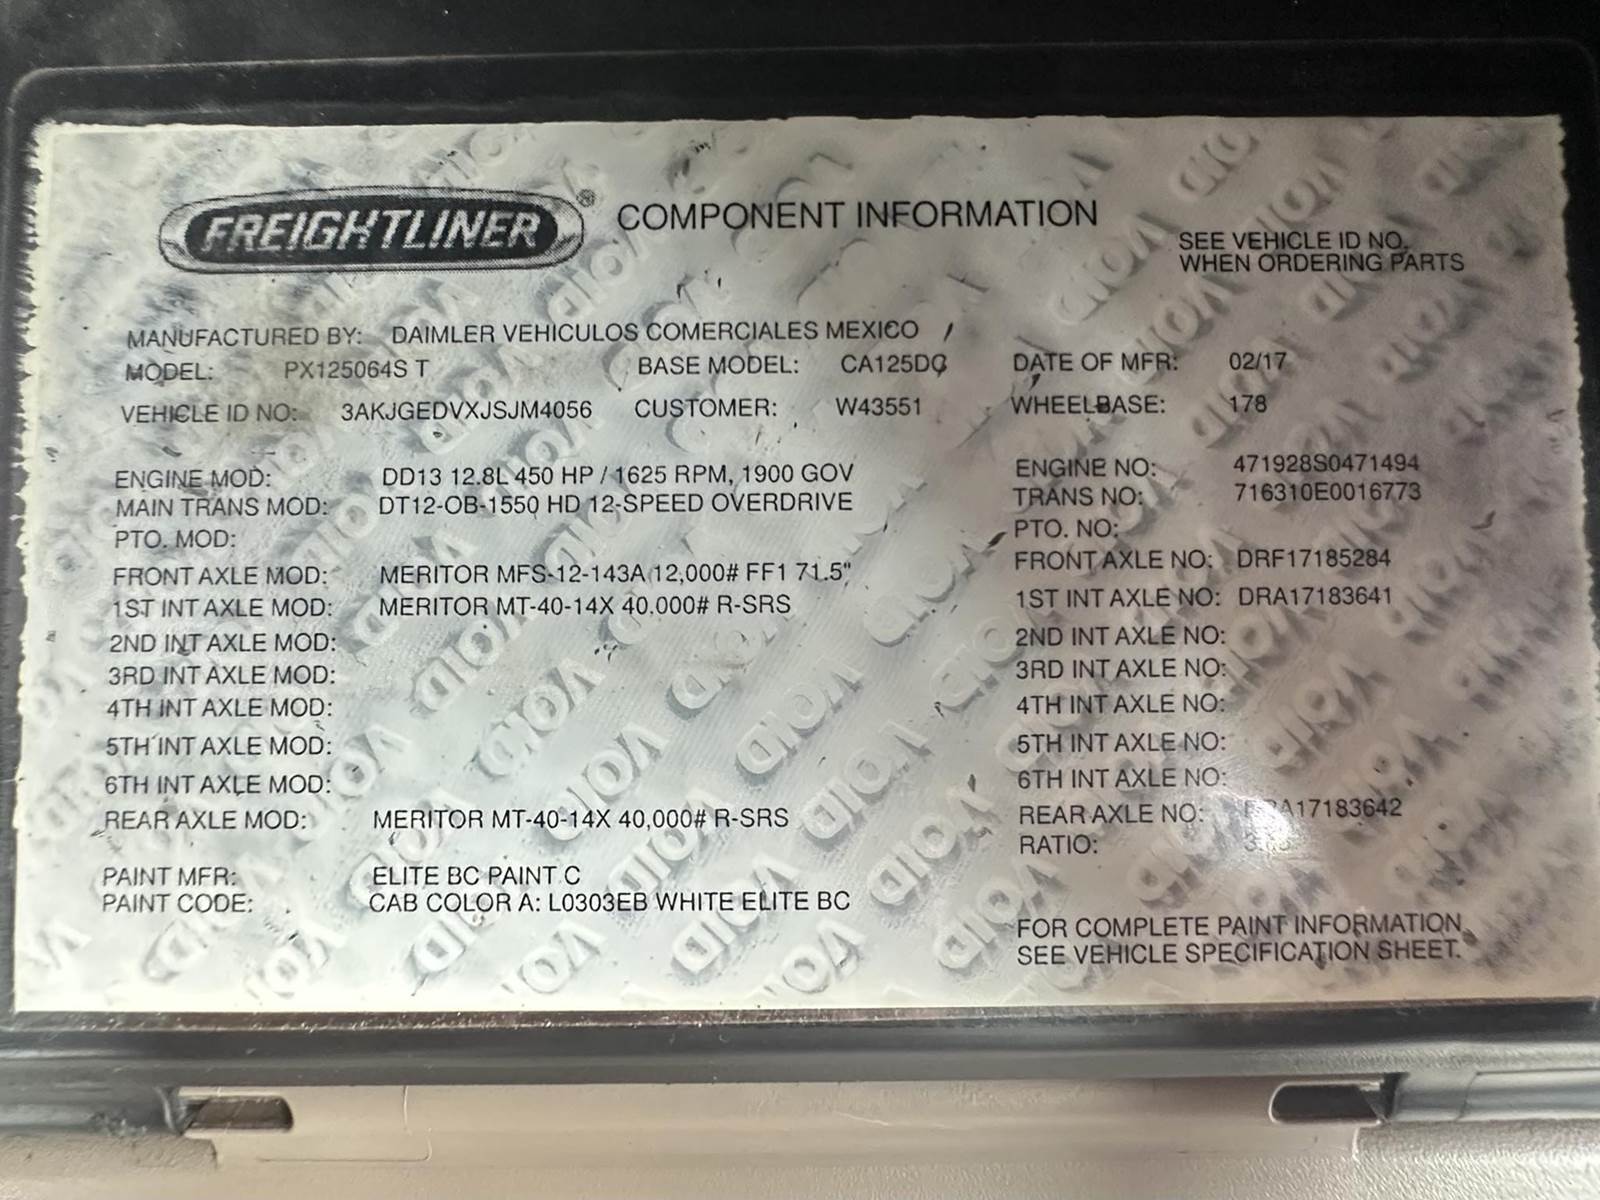 FREIGHTLINER® COMPONENT INFORMATION
SEE VEHICLE ID NO.
WHEN ORDERING PARTS
MANUFACTURED BY: DAIMLER VEHICULOS COMERCIALES MEXICO
MODEL: PX125064S T BASE MODEL: CA125DC DATE OF MFR: 02/17
VEHICLE ID NO: 3AKJGEDVXJSJM4056 CUSTOMER: W43551 WHEELBASE: 178
ENGINE MOD: DD13 12.8L 450 HP / 1625 RPM, 1900 GOV ENGINE NO: 471928S0471494
MAIN TRANS MOD: DT12-OB-1550 HD 12-SPEED OVERDRIVE TRANS NO: 716310E0016773
PTO. MOD: PTO. NO:
FRONT AXLE MOD: MERITOR MFS-12-143A 12,000# FF1 71.5" FRONT AXLE NO: DRF17185284
1ST INT AXLE MOD: MERITOR MT-40-14X 40.000# R-SRS 1ST INT AXLE NO: DRA17183641
2ND INT AXLE MOD: 2ND INT AXLE NO:
3RD INT AXLE MOD: 3RD INT AXLE NO:
4TH INT AXLE MOD: 4TH INT AXLE NO:
5TH INT AXLE MOD: 5TH INT AXLE NO:
6TH INT AXLE MOD: 6TH INT AXLE NO:
REAR AXLE MOD: MERITOR MT-40-14X 40,000# R-SRS REAR AXLE NO:
RATIO:
PAINT MFR: ELITE BC PAINT C
PAINT CODE: CAB COLOR A: L0303EB WHITE ELITE BC
FOR COMPLETE PAINT INFORMATION,
SEE VEHICLE SPECIFICATION SHEET.